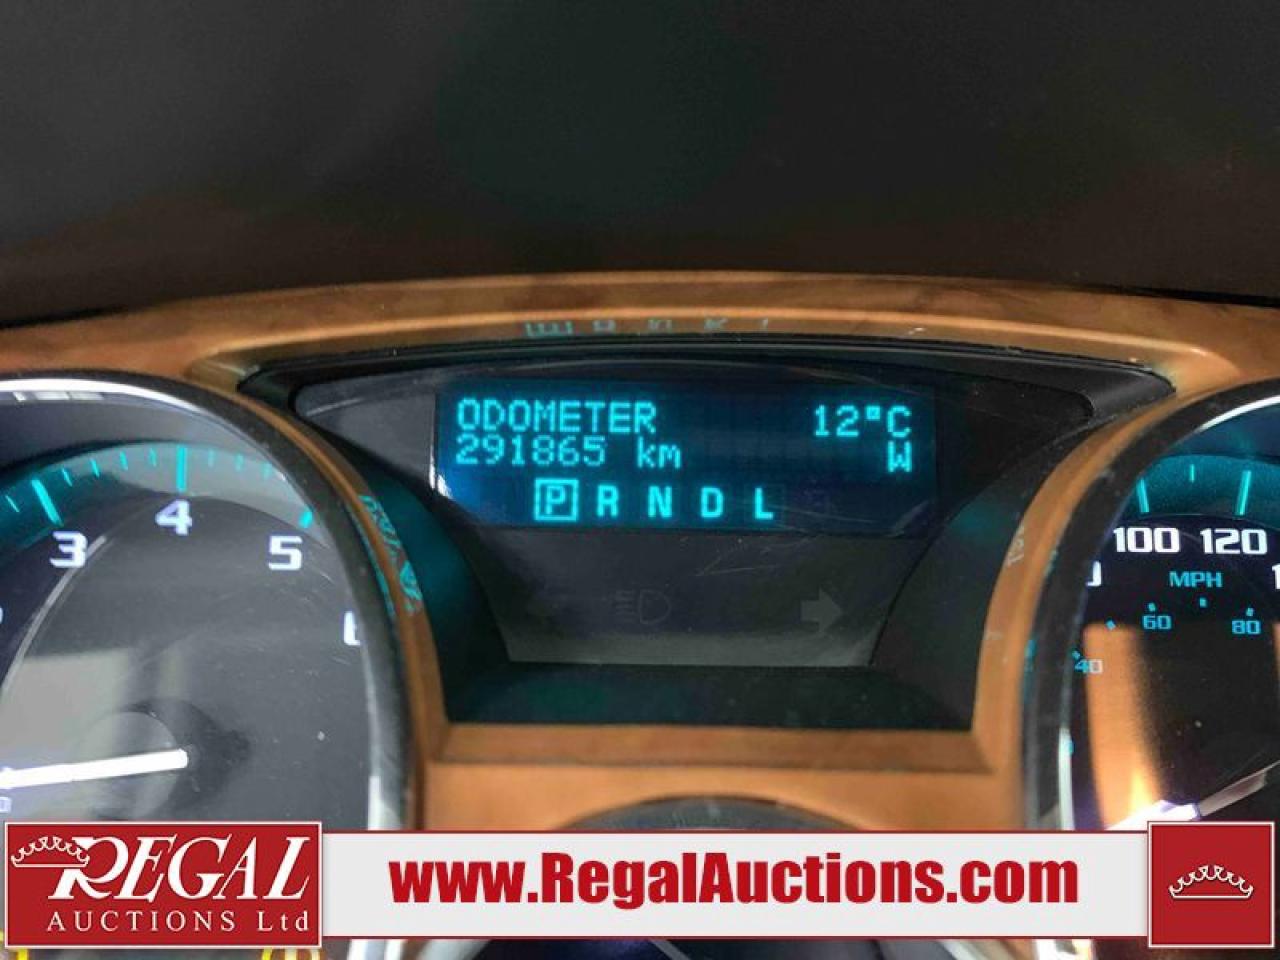 ODOMETER 12°C
291865 km W
P R N D L
3 4 5
100 120
MPH
60 80
40
REGAL
AUCTIONS Ltd
www.RegalAuctions.com